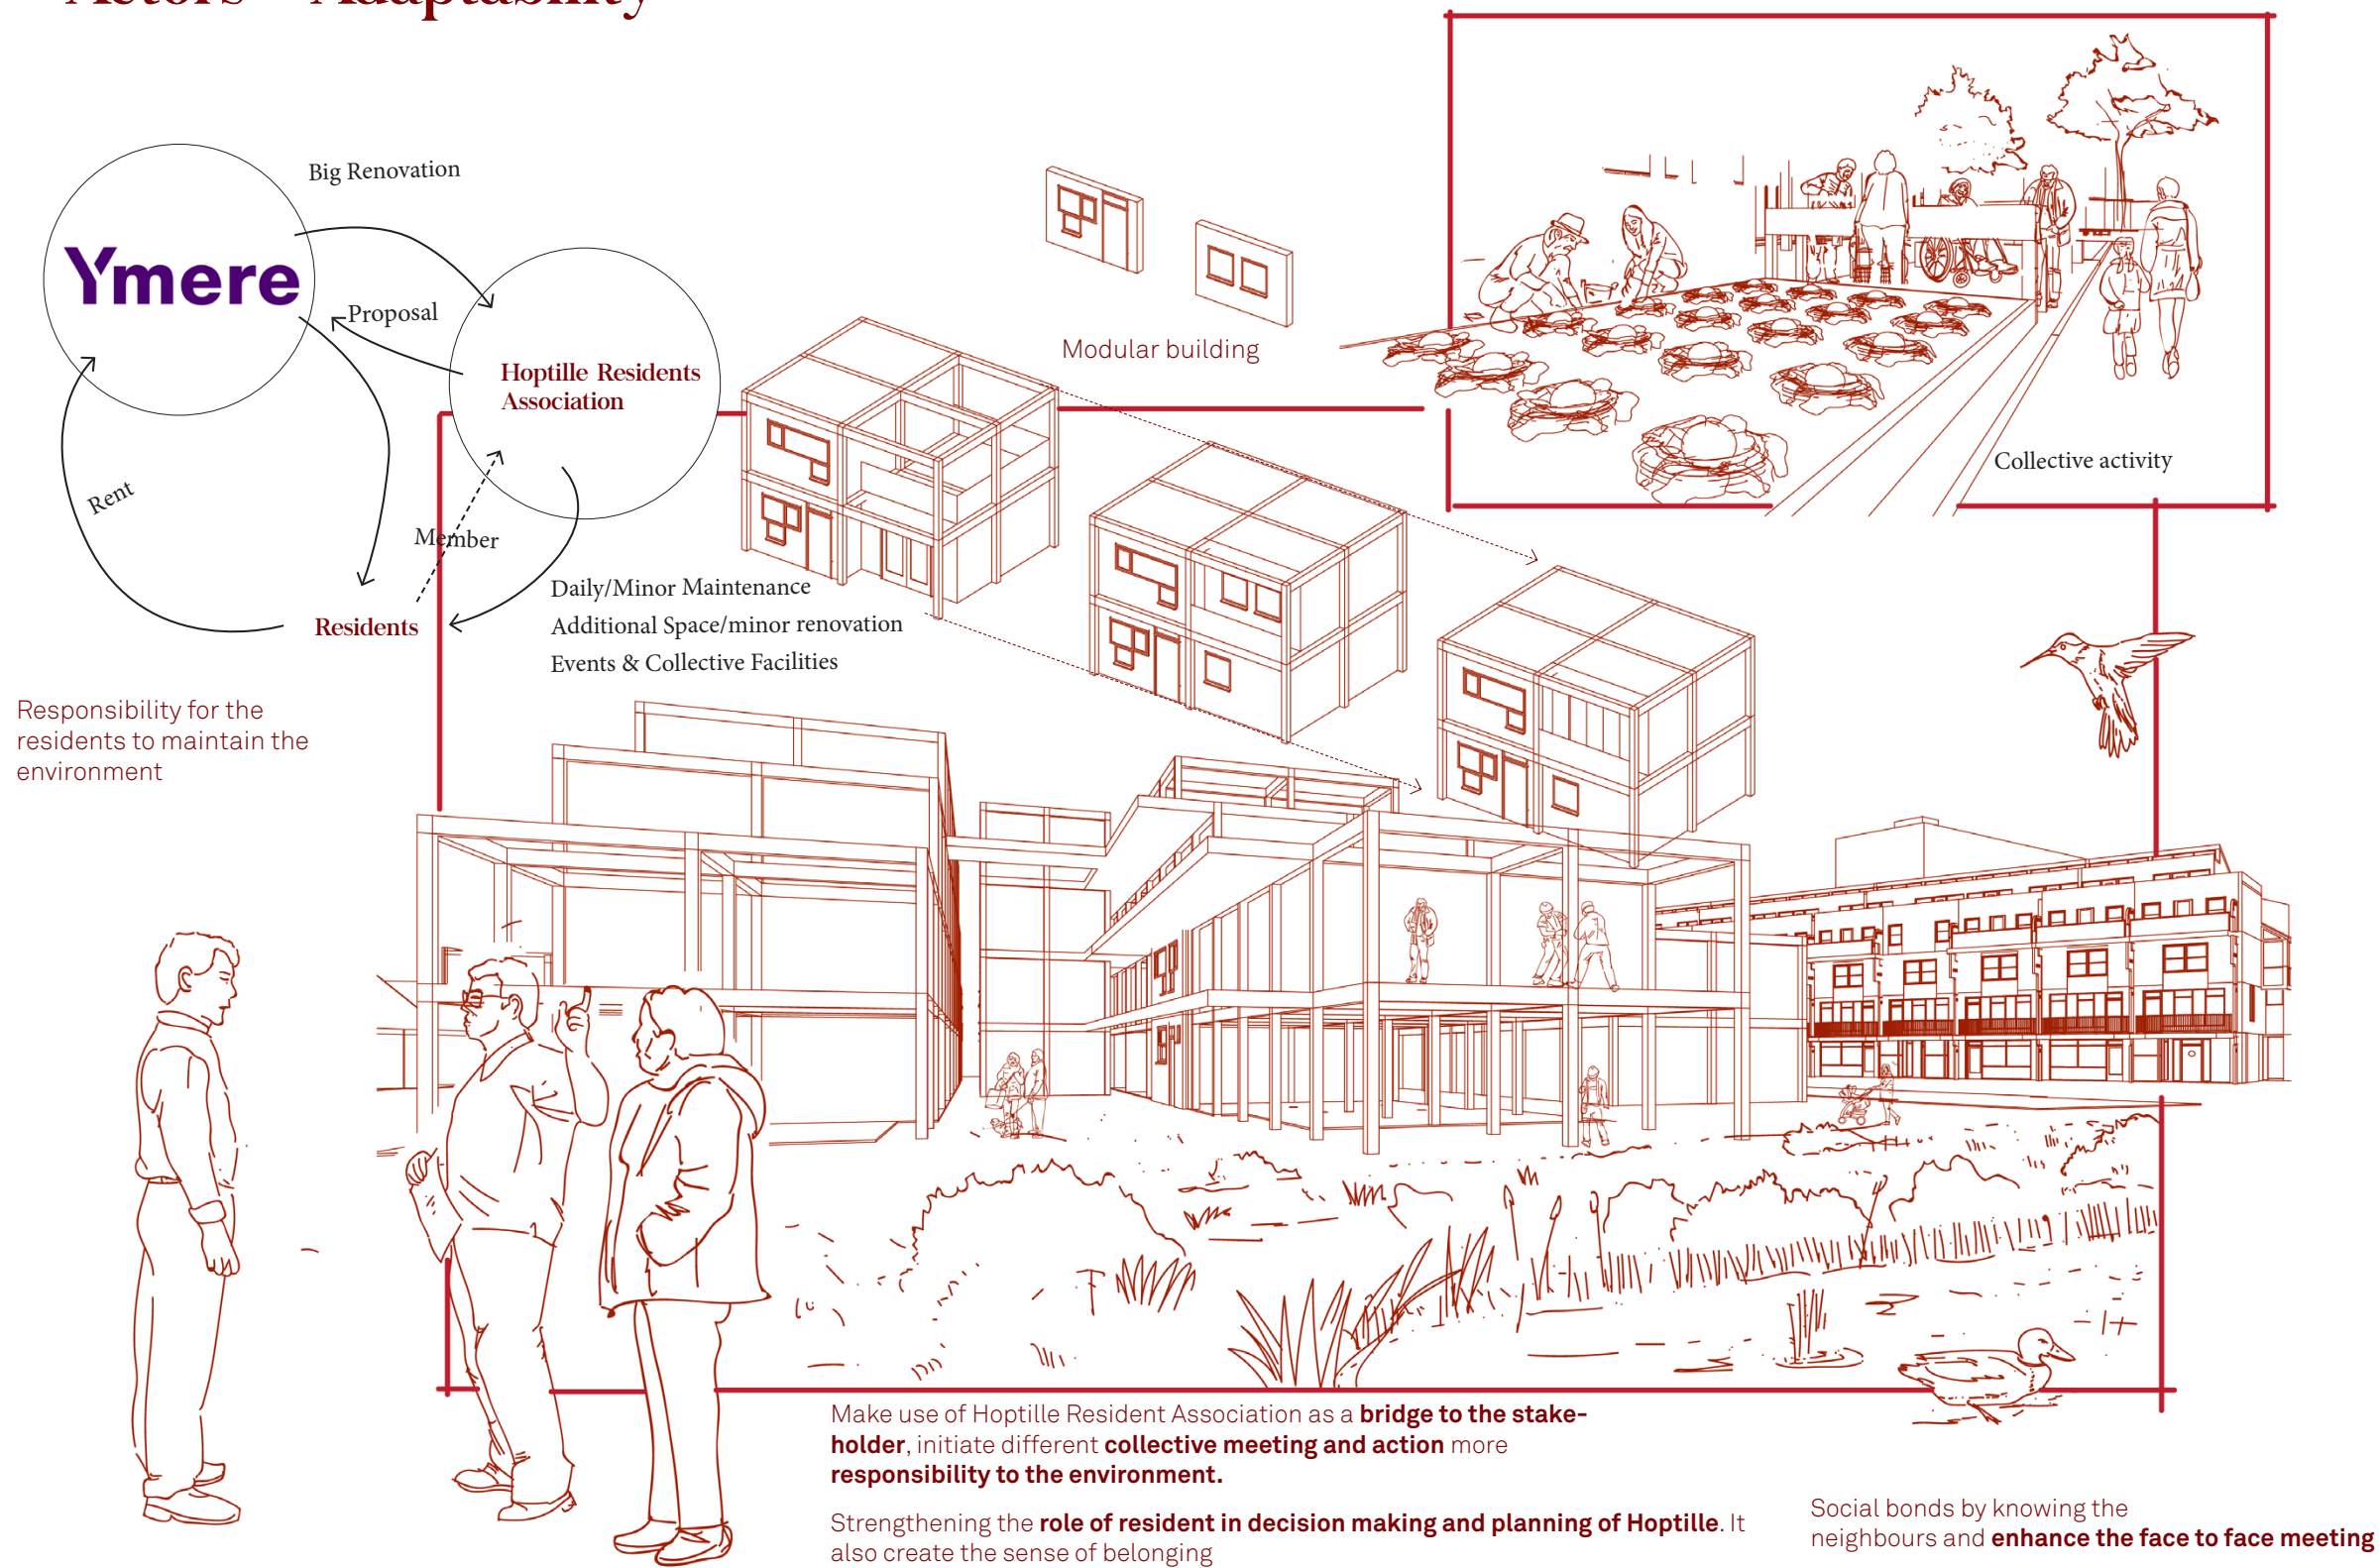 Actors Adaptability
Big Renovation
Ymere
Proposal
Hoptille Residents
Association
Modular building
Collective activity
Rent
Member
Daily/Minor Maintenance
Additional Space/minor renovation
Events & Collective Facilities
Residents
Responsibility for the
residents to maintain the
environment
Make use of Hoptille Resident Association as a bridge to the stake-
holder, initiate different collective meeting and action more
responsibility to the environment.
Strengthening the role of resident in decision making and planning of Hoptille. It
also create the sense of belonging
Social bonds by knowing the
neighbours and enhance the face to face meeting